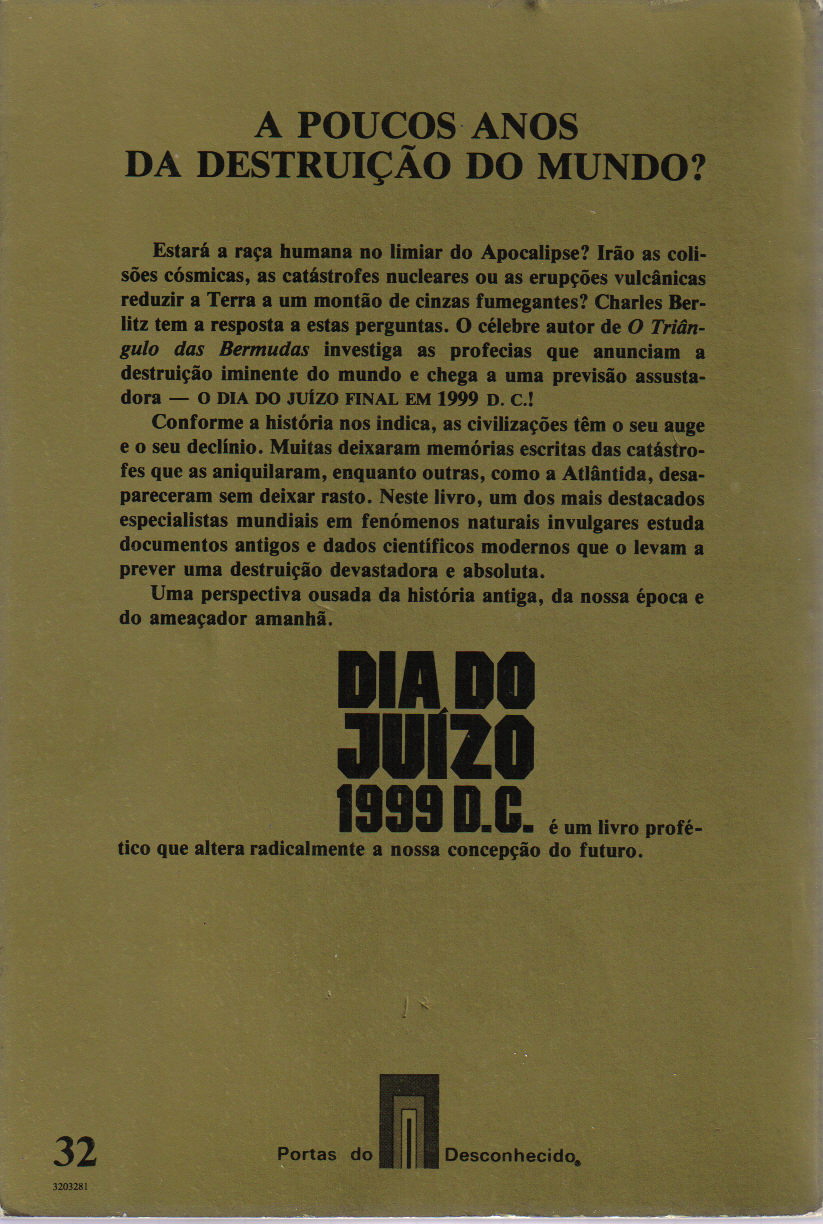 A POUCOS ANOS
DA DESTRUIÇÃO DO MUNDO?
Estará a raça humana no limiar do Apocalipse? Irão as coli-
sões cósmicas, as catástrofes nucleares ou as erupções vulcânicas
reduzir a Terra a um montão de cinzas fumegantes? Charles Ber-
litz tem a resposta a estas perguntas. O célebre autor de O Triân-
gulo das Bermudas investiga as profecias que anunciam a
destruição iminente do mundo e chega a uma previsão assusta-
dora — O DIA DO JUÍZO FINAL EM 1999 D. C.!
Conforme a história nos indica, as civilizações têm o seu auge
e o seu declínio. Muitas deixaram memórias escritas das catástro-
fes que as aniquilaram, enquanto outras, como a Atlântida, desa-
pareceram sem deixar rasto. Neste livro, um dos mais destacados
especialistas mundiais em fenómenos naturais invulgares estuda
documentos antigos e dados científicos modernos que o levam a
prever uma destruição devastadora e absoluta.
Uma perspectiva ousada da história antiga, da nossa época e
do ameaçador amanhã.
DIA DO
JUÍZO
1999 D.C. é um livro profé-
tico que altera radicalmente a nossa concepção do futuro.
32
Portas do Desconhecido®
3203281